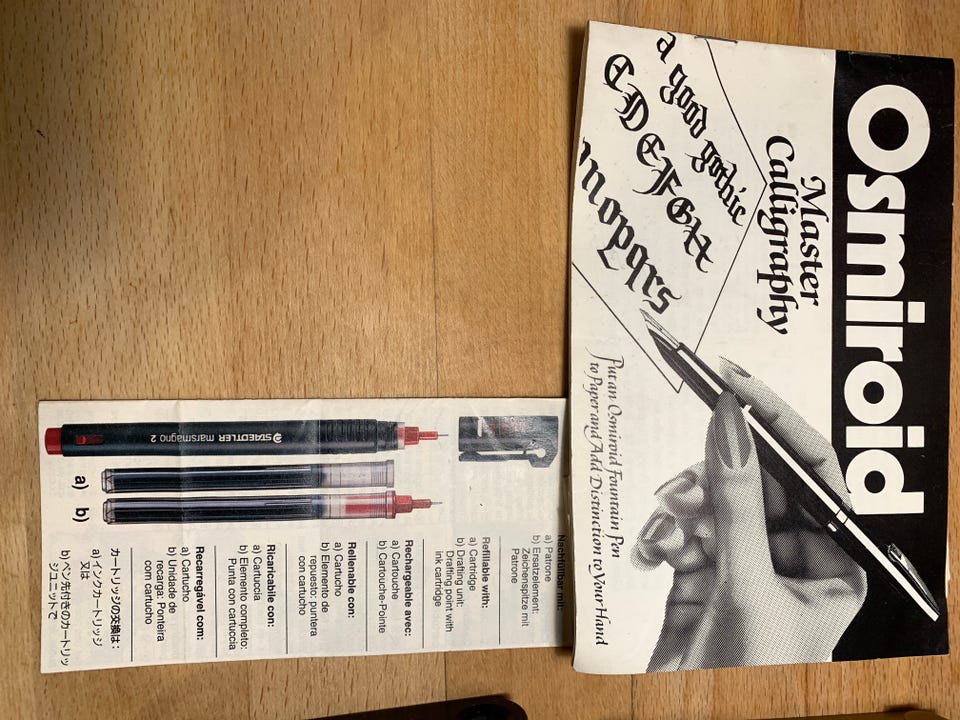 Osmiroid
Master
Calligraphy
a good gothic
CDEFGH
mopqrs
Put an Osmiroid Fountain Pen
to Paper and Add Distinction to Your Hand
STAEDTLER marsmagno 2
a)
b)
Nachfüllbar mit:
a) Patrone
b) Ersatzelement:
Zeichenspitze mit
Patrone
Refillable with:
a) Cartridge
b) Drafting unit:
Drafting point with
ink cartridge
Rechargeable avec:
a) Cartouche
b) Cartouche-Pointe
Rellenable con:
a) Cartucho
b) Elemento de
repuesto: puntera
con cartucho
Ricaricabile con:
a) Cartuccia
b) Elemento completo:
Punta con cartuccia
Recarregável com:
a) Cartucho
b) Unidade de
recarga: Ponteira
com cartucho
カートリッジの交換は:
a)インクカートリッジ
又は
b)ペン先付きのカートリッ
ジユニットで